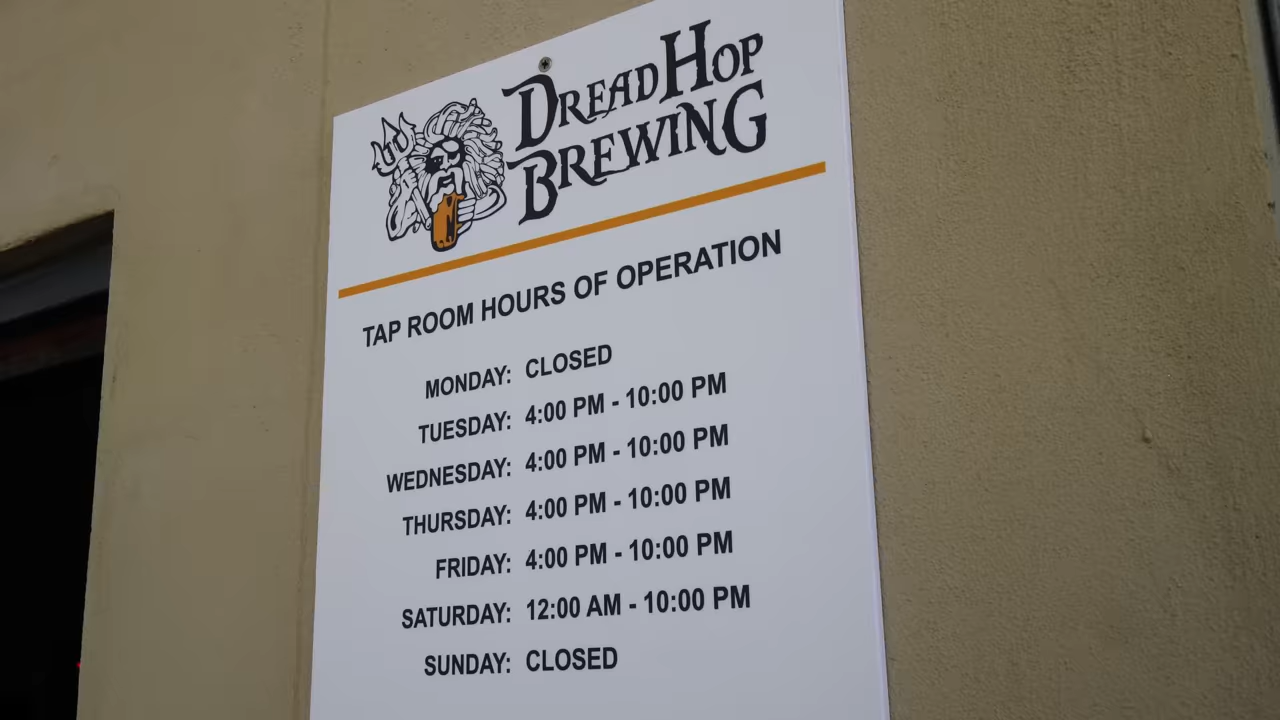 DREADHOP
BREWING
TAP ROOM HOURS OF OPERATION
MONDAY: CLOSED
TUESDAY: 4:00 PM - 10:00 PM
WEDNESDAY: 4:00 PM - 10:00 PM
THURSDAY: 4:00 PM - 10:00 PM
FRIDAY: 4:00 PM - 10:00 PM
SATURDAY: 12:00 AM - 10:00 PM
SUNDAY: CLOSED